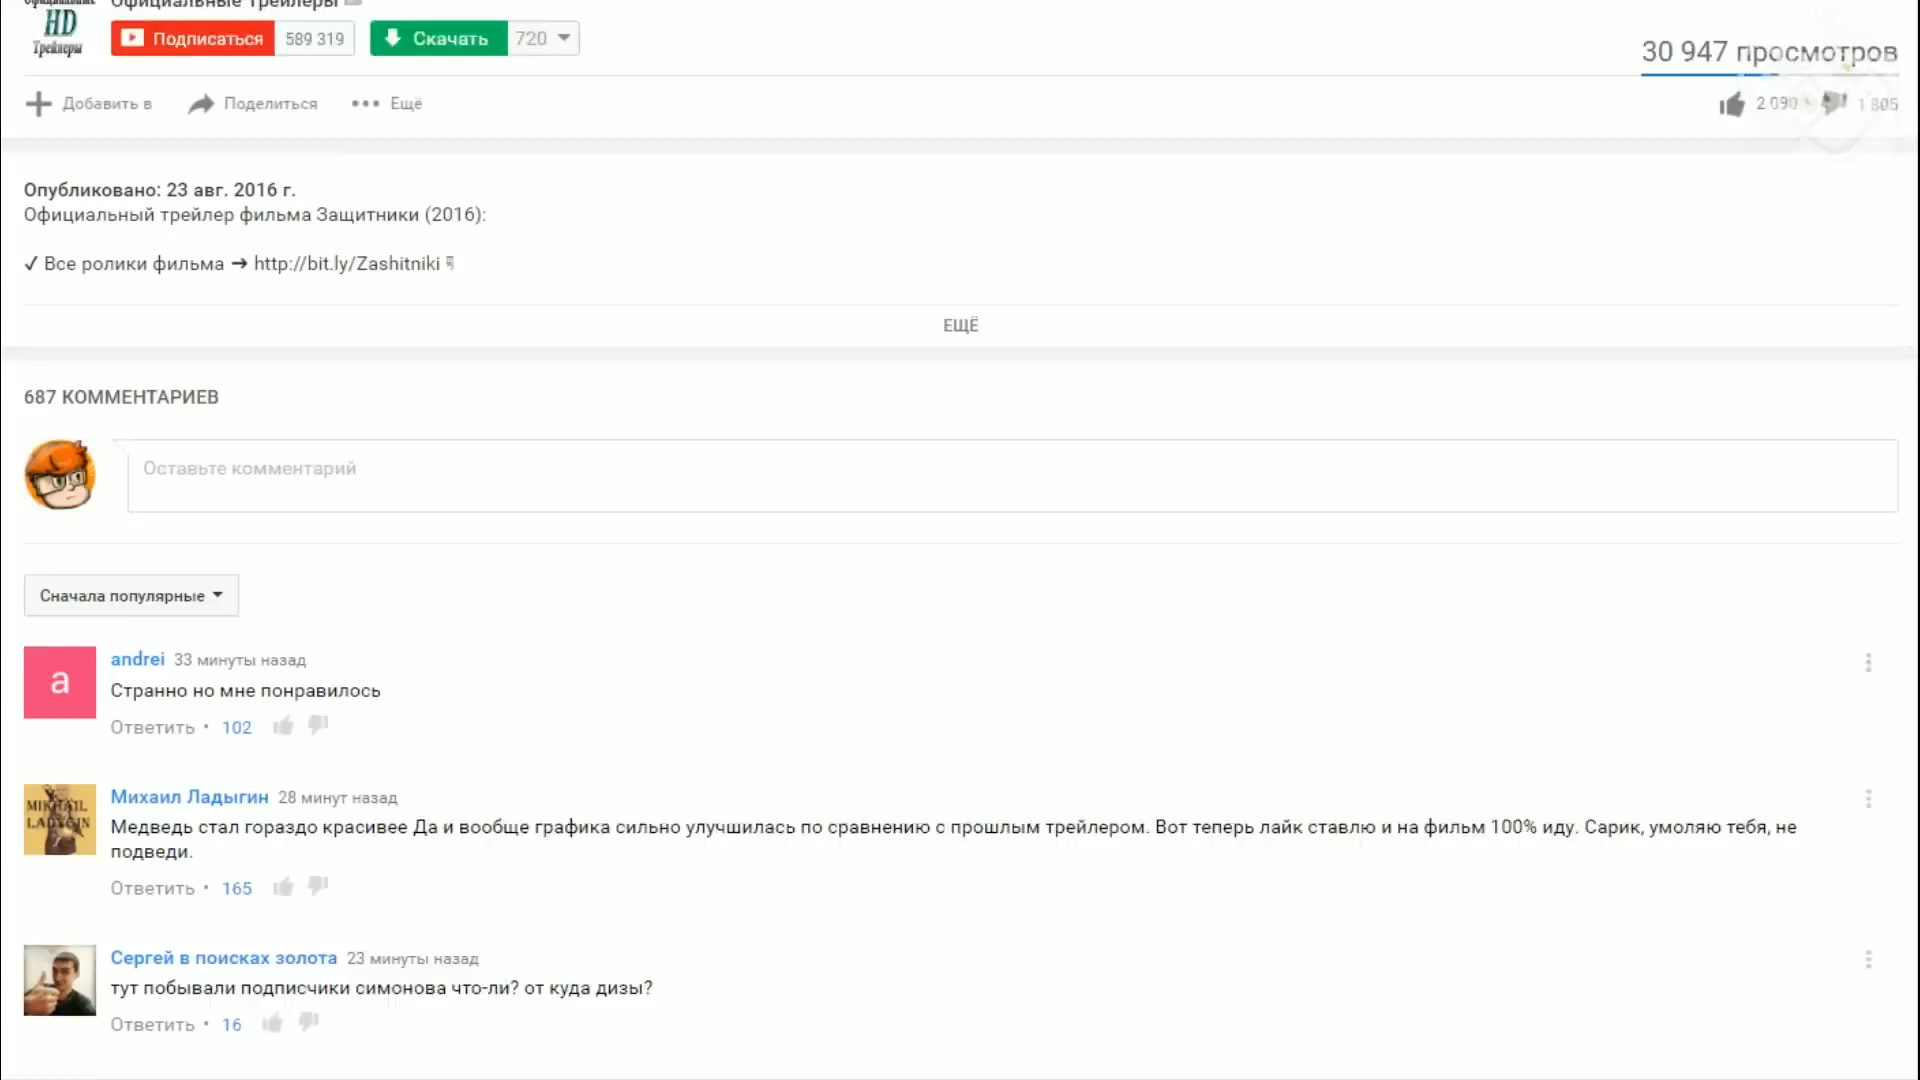 Официальные Трейлеры
HD
Трейлеры
Подписаться 589 319 Скачать 720
30 947 просмотров
Добавить в Поделиться ••• Ещё
2 090 1 805
Опубликовано: 23 авг. 2016 г.
Официальный трейлер фильма Защитники (2016):
✓ Все ролики фильма ➞ http://bit.ly/Zashitniki
ЕЩЁ
687 КОММЕНТАРИЕВ
Оставьте комментарий
Сначала популярные
a
andrei 33 минуты назад
Странно но мне понравилось
Ответить • 102
MIKHAIL
LADYGIN
Михаил Ладыгин 28 минут назад
Медведь стал гораздо красивее Да и вообще графика сильно улучшилась по сравнению с прошлым трейлером. Вот теперь лайк ставлю и на фильм 100% иду. Сарик, умоляю тебя, не
подведи.
Ответить • 165
Сергей в поисках золота 23 минуты назад
тут побывали подписчики симонова что-ли? от куда дизы?
Ответить • 16